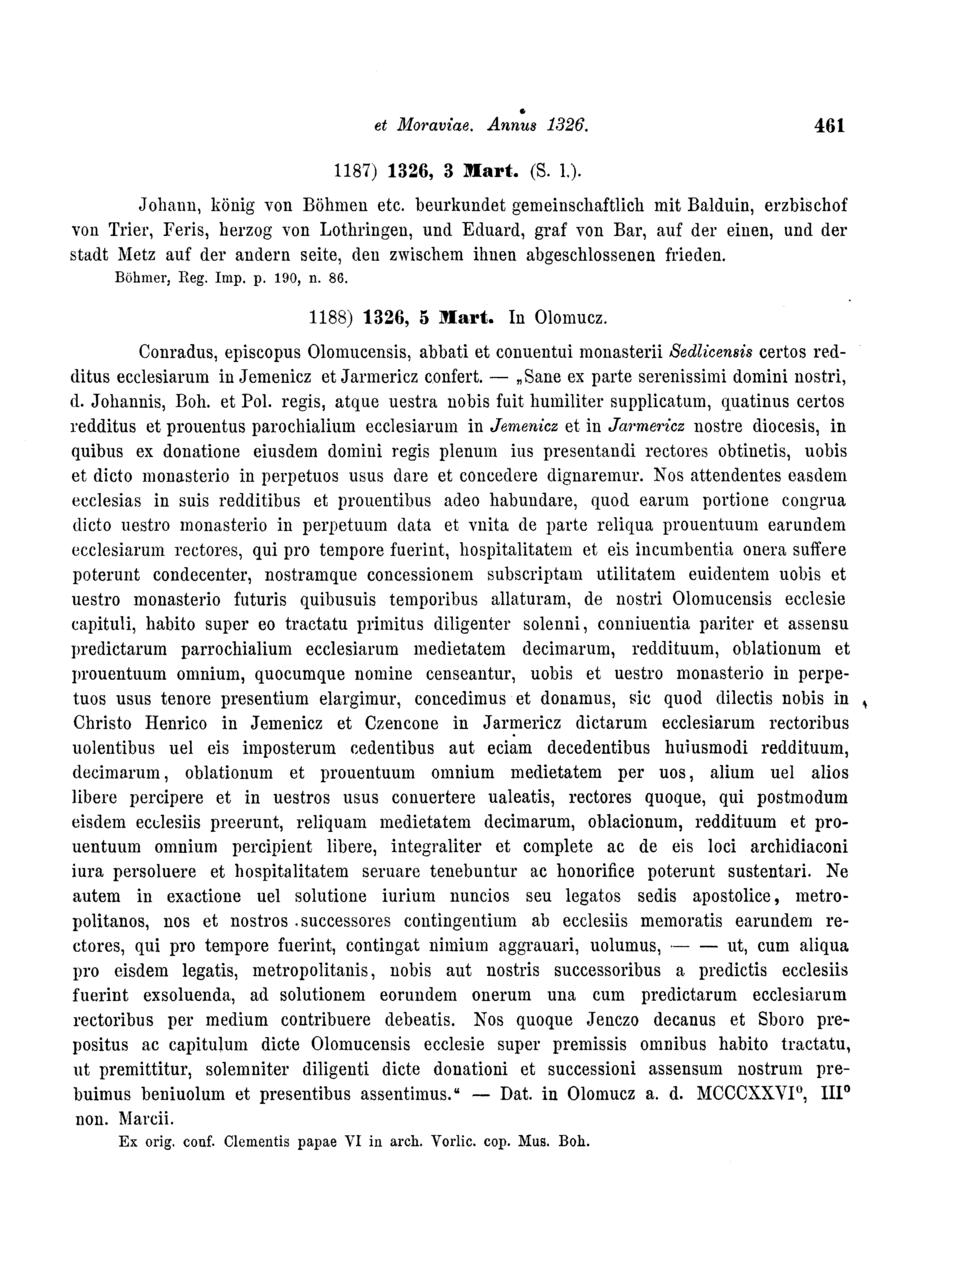 et Moraviae. Annus 1326. 461
1187) 1326, 3 Mart. (S. l.).
Johann, könig von Böhmen etc. beurkundet gemeinschaftlich mit Balduin, erzbischof
von Trier, Feris, herzog von Lothringen, und Eduard, graf von Bar, auf der einen, und der
stadt Metz auf der andern seite, den zwischem ihnen abgeschlossenen frieden.
Böhmer, Reg. Imp. p. 190, n. 86.
1188) 1326, 5 Mart. In Olomucz.
Conradus, episcopus Olomucensis, abbati et conuentui monasterii Sedlicensis certos red-
ditus ecclesiarum in Jemenicz et Jarmericz confert. — „Sane ex parte serenissimi domini nostri,
d. Johannis, Boh. et Pol. regis, atque uestra nobis fuit humiliter supplicatum, quatinus certos
redditus et prouentus parochialium ecclesiarum in Jemenicz et in Jarmericz nostre diocesis, in
quibus ex donatione eiusdem domini regis plenum ius presentandi rectores obtinetis, uobis
et dicto monasterio in perpetuos usus dare et concedere dignaremur. Nos attendentes easdem
ecclesias in suis redditibus et prouentibus adeo habundare, quod earum portione congrua
dicto uestro monasterio in perpetuum data et vnita de parte reliqua prouentuum earundem
ecclesiarum rectores, qui pro tempore fuerint, hospitalitatem et eis incumbentia onera suffere
poterunt condecenter, nostramque concessionem subscriptam utilitatem euidentem uobis et
uestro monasterio futuris quibusuis temporibus allaturam, de nostri Olomucensis ecclesie
capituli, habito super eo tractatu primitus diligenter solenni, conniuentia pariter et assensu
predictarum parrochialium ecclesiarum medietatem decimarum, reddituum, oblationum et
prouentuum omnium, quocumque nomine censeantur, uobis et uestro monasterio in perpe-
tuos usus tenore presentium elargimur, concedimus et donamus, sic quod dilectis nobis in
Christo Henrico in Jemenicz et Czencone in Jarmericz dictarum ecclesiarum rectoribus
uolentibus uel eis imposterum cedentibus aut eciam decedentibus huiusmodi reddituum,
decimarum, oblationum et prouentuum omnium medietatem per uos, alium uel alios
libere percipere et in uestros usus conuertere ualeatis, rectores quoque, qui postmodum
eisdem ecclesiis preerunt, reliquam medietatem decimarum, oblacionum, reddituum et pro-
uentuum omnium percipient libere, integraliter et complete ac de eis loci archidiaconi
iura persoluere et hospitalitatem seruare tenebuntur ac honorifice poterunt sustentari. Ne
autem in exactione uel solutione iurium nuncios seu legatos sedis apostolice, metro-
politanos, nos et nostros successores contingentium ab ecclesiis memoratis earundem re-
ctores, qui pro tempore fuerint, contingat nimium aggrauari, uolumus, — — ut, cum aliqua
pro eisdem legatis, metropolitanis, nobis aut nostris successoribus a predictis ecclesiis
fuerint exsoluenda, ad solutionem eorundem onerum una cum predictarum ecclesiarum
rectoribus per medium contribuere debeatis. Nos quoque Jenczo decanus et Sboro pre-
positus ac capitulum dicte Olomucensis ecclesie super premissis omnibus habito tractatu,
ut premittitur, solemniter diligenti dicte donationi et successioni assensum nostrum pre-
buimus beniuolum et presentibus assentimus.“ — Dat. in Olomucz a. d. MCCCXXVI⁰, III⁰
non. Marcii.
Ex orig. conf. Clementis papae VI in arch. Vorlic. cop. Mus. Boh.